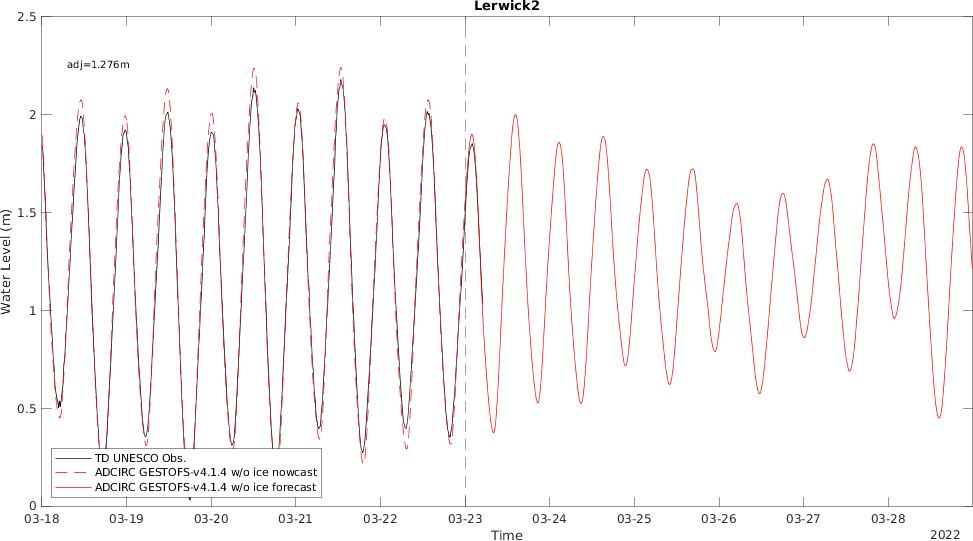 Lerwick2
2.5
adj=1.276m
2
1.5
Water Level (m)
1
0.5
TD UNESCO Obs.
ADCIRC GESTOFS-v4.1.4 w/o ice nowcast
ADCIRC GESTOFS-v4.1.4 w/o ice forecast
0
03-18 03-19 03-20 03-21 03-22 03-23 03-24 03-25 03-26 03-27 03-28
Time
2022